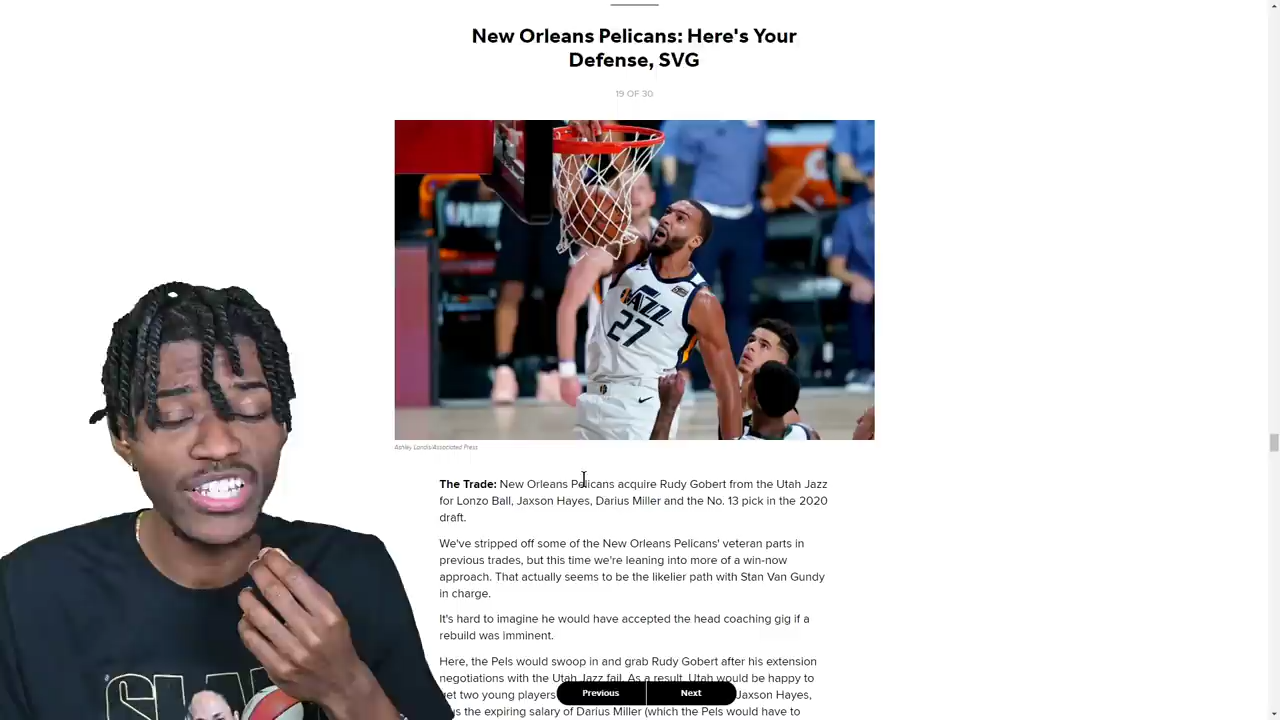 New Orleans Pelicans: Here's Your
Defense, SVG
19 OF 30
JAZZ
27
Ashley Landis/Associated Press
The Trade: New Orleans Pelicans acquire Rudy Gobert from the Utah Jazz
for Lonzo Ball, Jaxson Hayes, Darius Miller and the No. 13 pick in the 2020
draft.
We've stripped off some of the New Orleans Pelicans' veteran parts in
previous trades, but this time we're leaning into more of a win-now
approach. That actually seems to be the likelier path with Stan Van Gundy
in charge.
It's hard to imagine he would have accepted the head coaching gig if a
rebuild was imminent.
Here, the Pels would swoop in and grab Rudy Gobert after his extension
negotiations with the Utah Jazz fail. As a result, Utah would be happy to
get two young players Jaxson Hayes,
the expiring salary of Darius Miller (which the Pels would have to
Previous
Next
SLAM